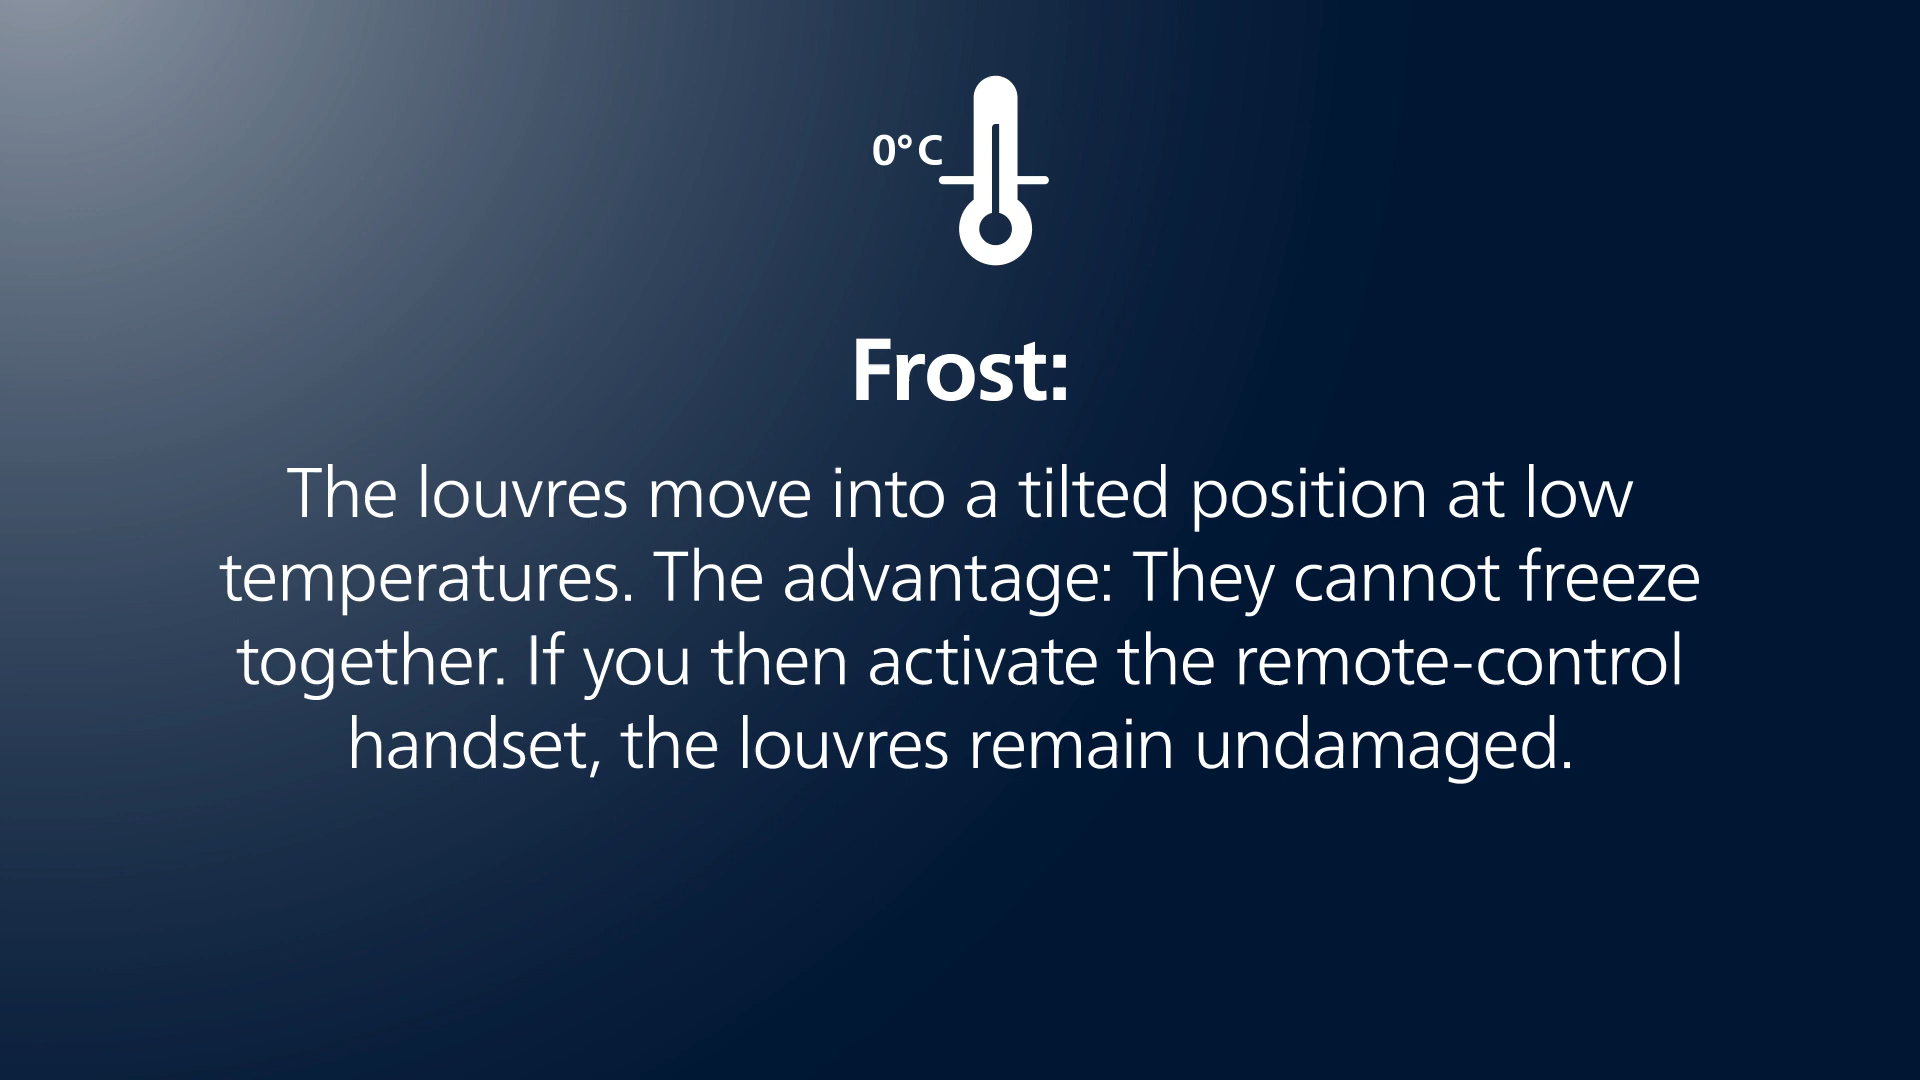 0°C
Frost:
The louvres move into a tilted position at low
temperatures. The advantage: They cannot freeze
together. If you then activate the remote-control
handset, the louvres remain undamaged.